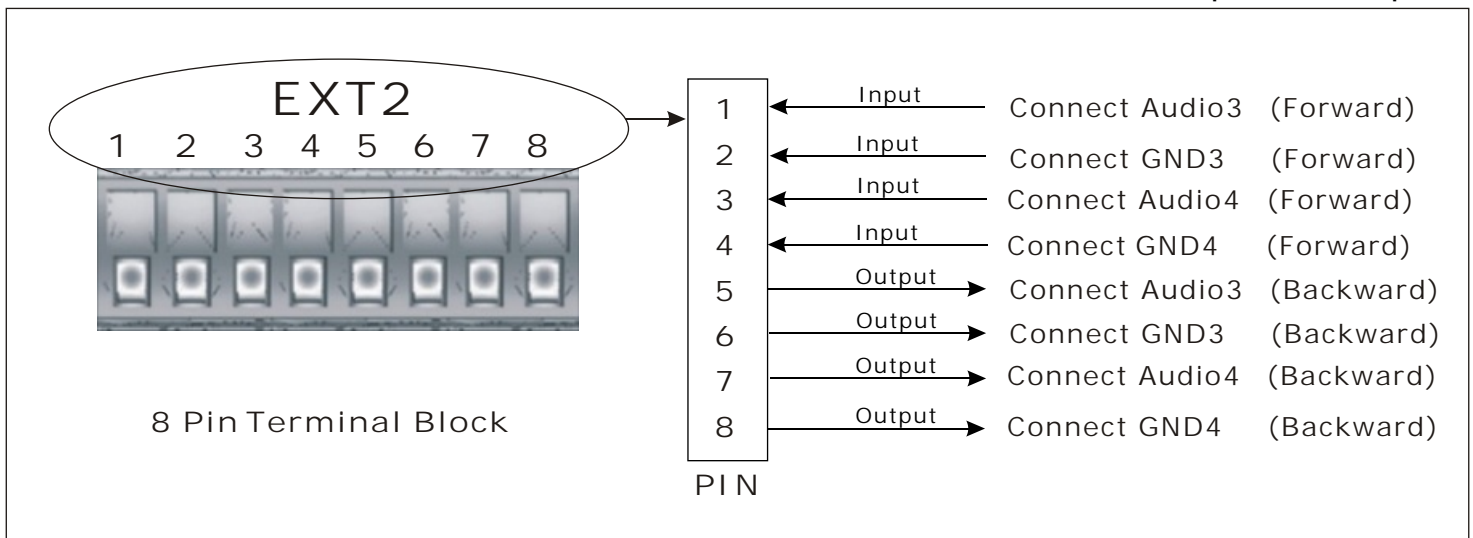 EXT2
1 2 3 4 5 6 7 8
8 Pin Terminal Block
1 Input Connect Audio3 (Forward)
2 Input Connect GND3 (Forward)
3 Input Connect Audio4 (Forward)
4 Input Connect GND4 (Forward)
5 Output Connect Audio3 (Backward)
6 Output Connect GND3 (Backward)
7 Output Connect Audio4 (Backward)
8 Output Connect GND4 (Backward)
PIN